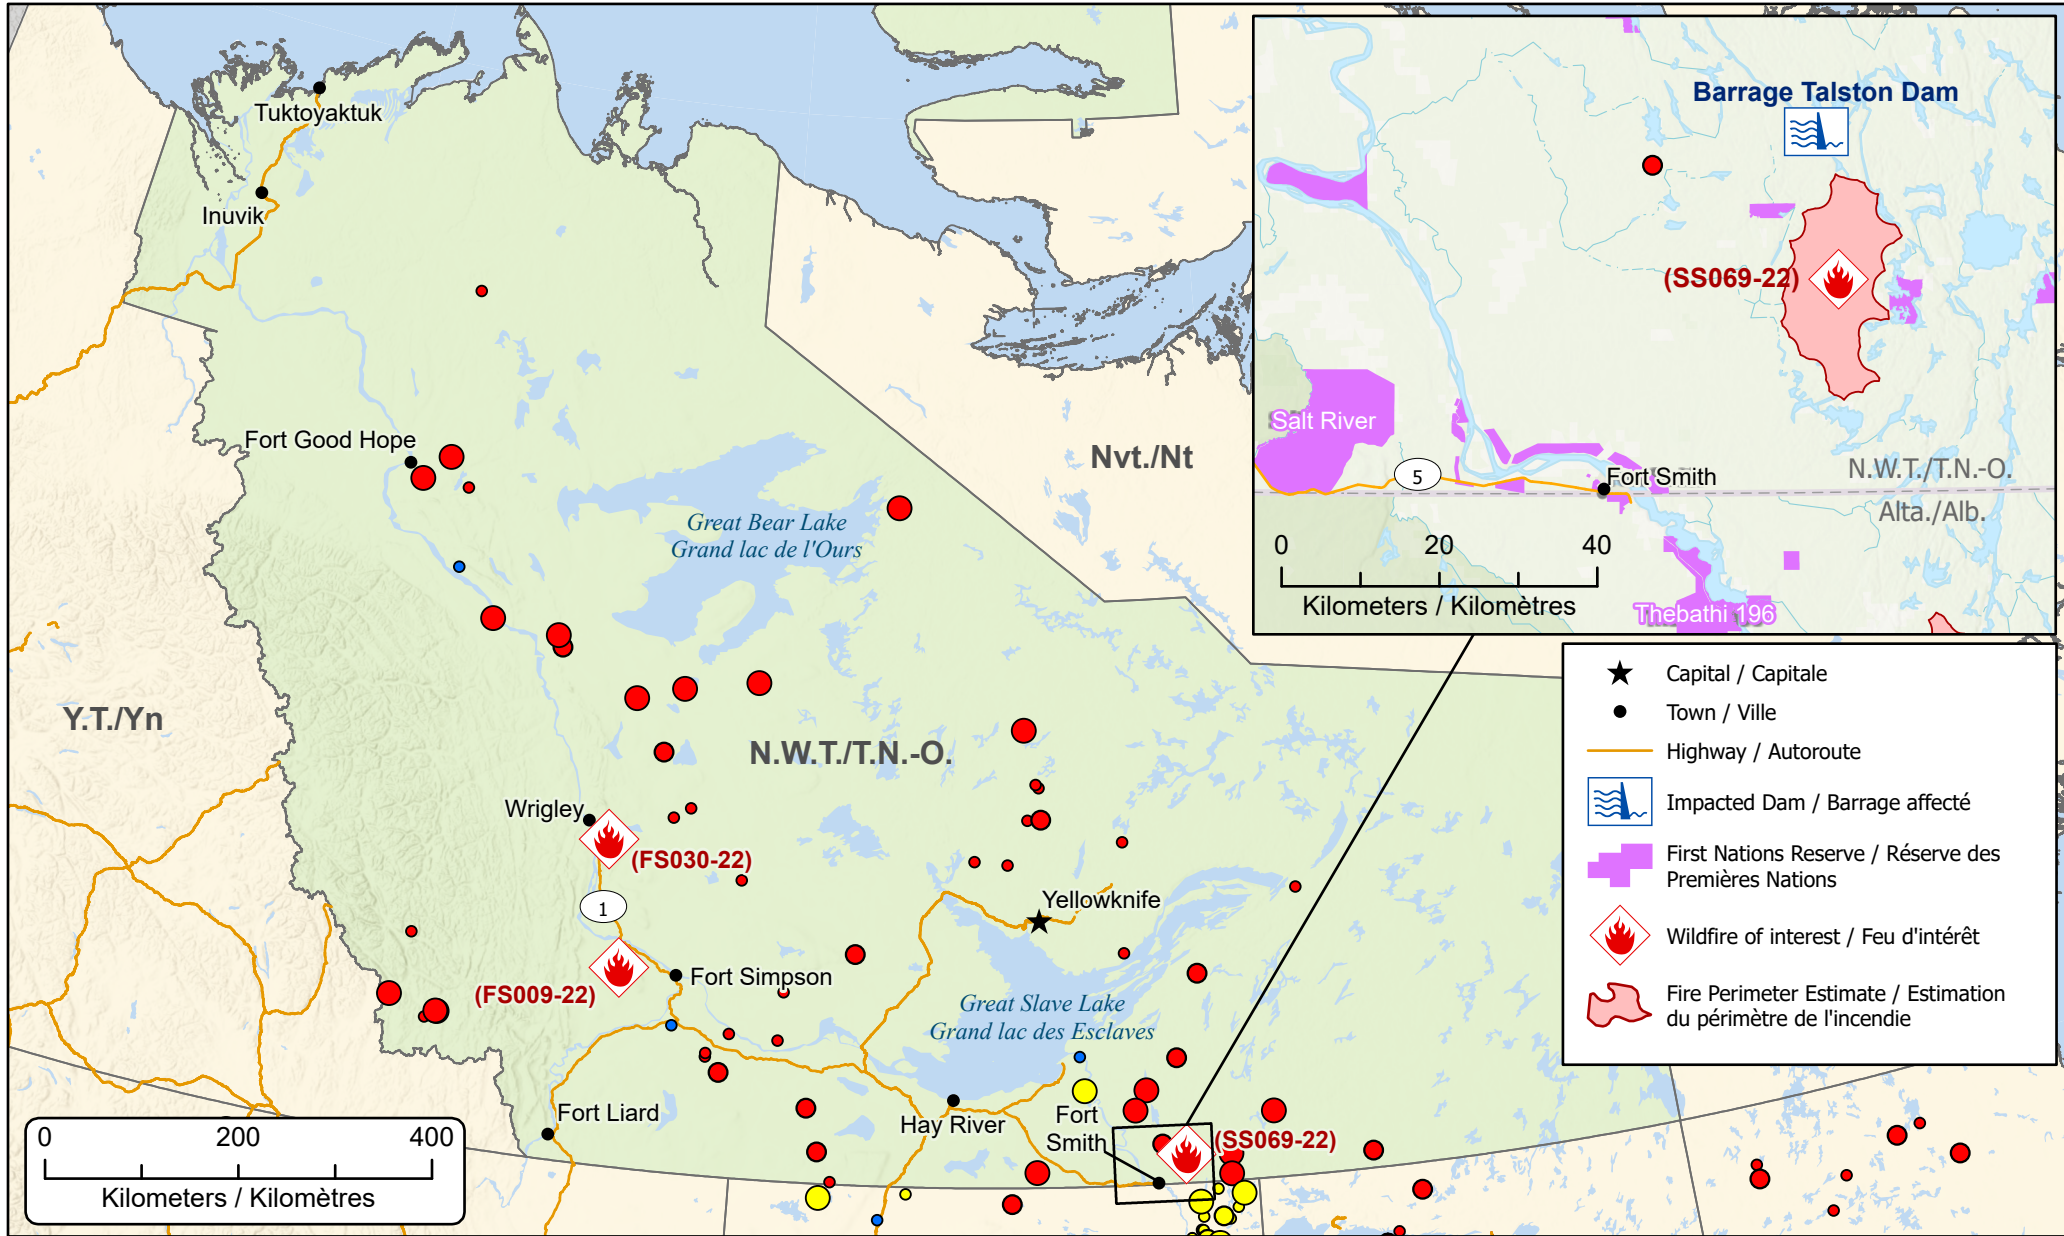 Tuktoyaktuk
Inuvik
Fort Good Hope
Great Bear Lake
Grand lac de l'Ours
Nvt./Nt
Y.T./Yn
N.W.T./T.N.-O.
Wrigley
(FS030-22)
1
Yellowknife
Fort Simpson
(FS009-22)
Great Slave Lake
Grand lac des Esclaves
Fort Liard
Hay River
Fort
Smith
(SS069-22)
0 200 400
Kilometers / Kilomètres
Barrage Talston Dam
(SS069-22)
Salt River
5
Fort Smith
N.W.T./T.N.-O.
Alta./Alb.
0 20 40
Kilometers / Kilomètres
Thebathi 196
Capital / Capitale
Town / Ville
Highway / Autoroute
Impacted Dam / Barrage affecté
First Nations Reserve / Réserve des
Premières Nations
Wildfire of interest / Feu d'intérêt
Fire Perimeter Estimate / Estimation
du périmètre de l'incendie